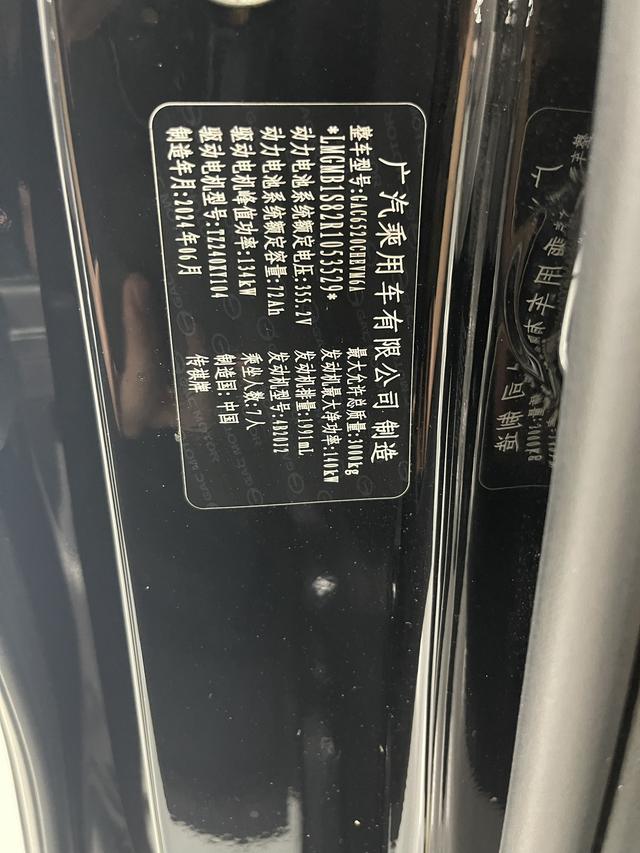 广汽乘用车有限公司 制造
整车型号:GAC6520CHEVM6A 最大允许总质量:3000kg
*LMGMB1S82R1053529* 发动机最大净功率:140kW
动力电池系统额定电压:355.2V 发动机排量:1991mL
动力电池系统额定容量:72Ah 发动机型号:4B20J2
驱动电机峰值功率:134kW 乘坐人数:7人
驱动电机型号:TZ240XY104 制造国:中国
制造年月:2024年06月 传祺牌